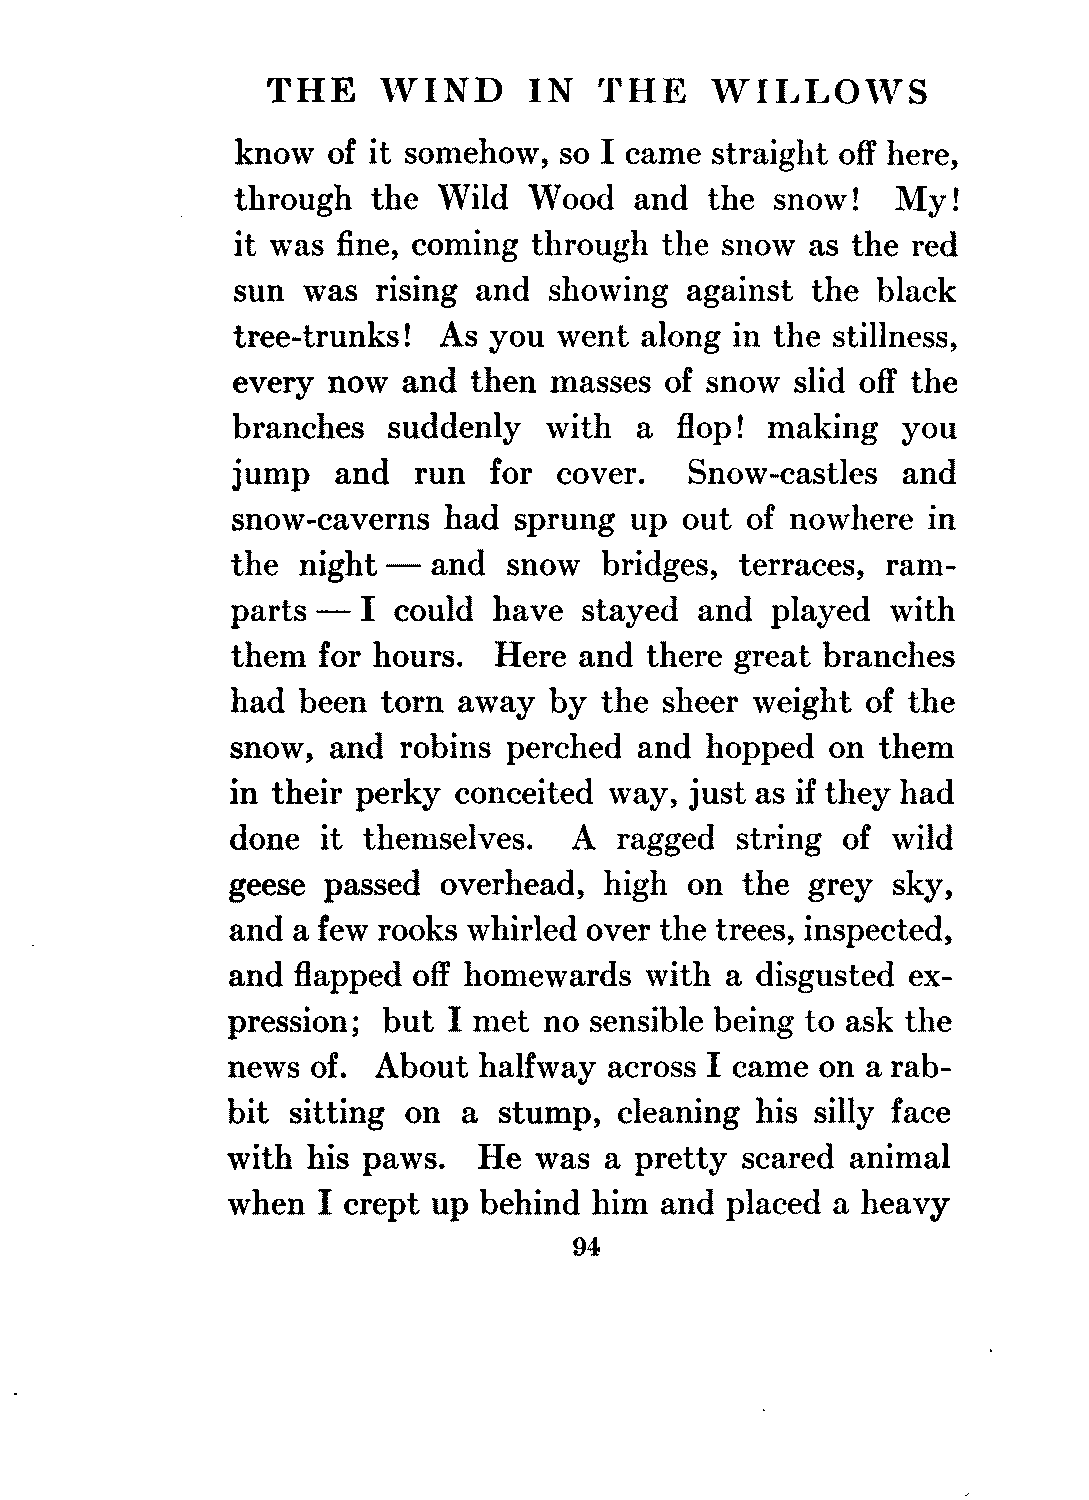 THE WIND IN THE WILLOWS
know of it somehow, so I came straight off here,
through the Wild Wood and the snow! My!
it was fine, coming through the snow as the red
sun was rising and showing against the black
tree-trunks! As you went along in the stillness,
every now and then masses of snow slid off the
branches suddenly with a flop! making you
jump and run for cover. Snow-castles and
snow-caverns had sprung up out of nowhere in
the night — and snow bridges, terraces, ram-
parts — I could have stayed and played with
them for hours. Here and there great branches
had been torn away by the sheer weight of the
snow, and robins perched and hopped on them
in their perky conceited way, just as if they had
done it themselves. A ragged string of wild
geese passed overhead, high on the grey sky,
and a few rooks whirled over the trees, inspected,
and flapped off homewards with a disgusted ex-
pression; but I met no sensible being to ask the
news of. About halfway across I came on a rab-
bit sitting on a stump, cleaning his silly face
with his paws. He was a pretty scared animal
when I crept up behind him and placed a heavy
94